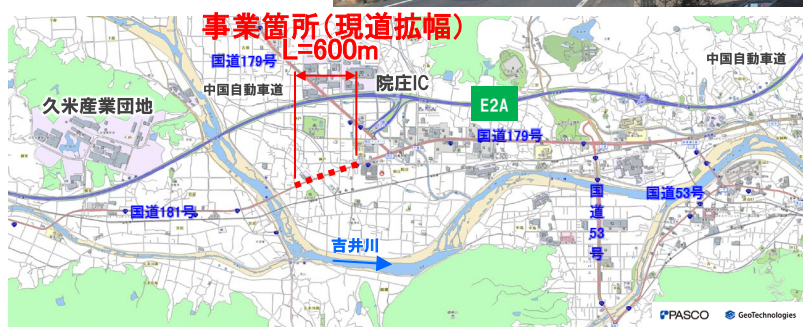 事業箇所(現道拡幅)
L=600m
国道179号
中国自動車道
院庄IC
中国自動車道
久米産業団地
E2A
国道179号
国道181号
国道53号
国道53号
吉井川
PASCO
GeoTechnologies